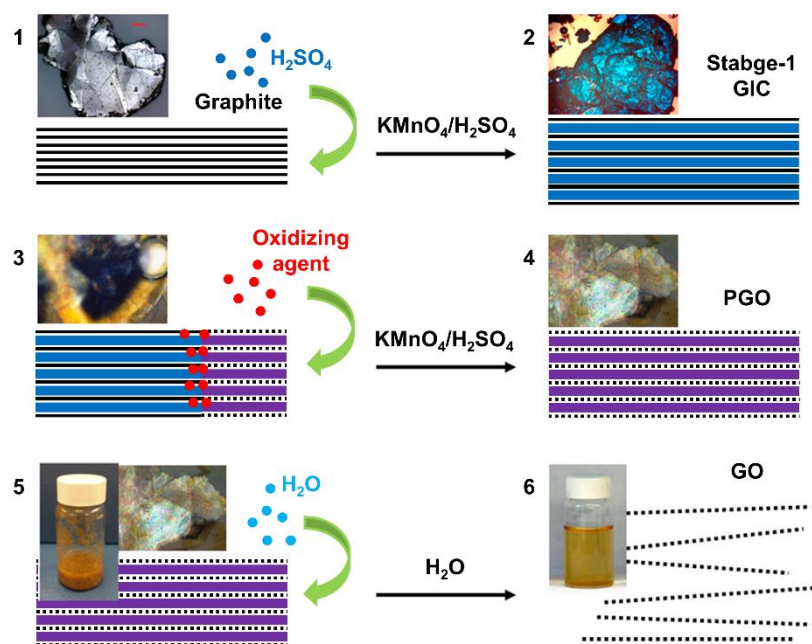 1
H₂SO₄
Graphite
KMnO₄/H₂SO₄
2
Stabge-1
GIC
3
Oxidizing
agent
KMnO₄/H₂SO₄
4
PGO
5
H₂O
H₂O
6
GO